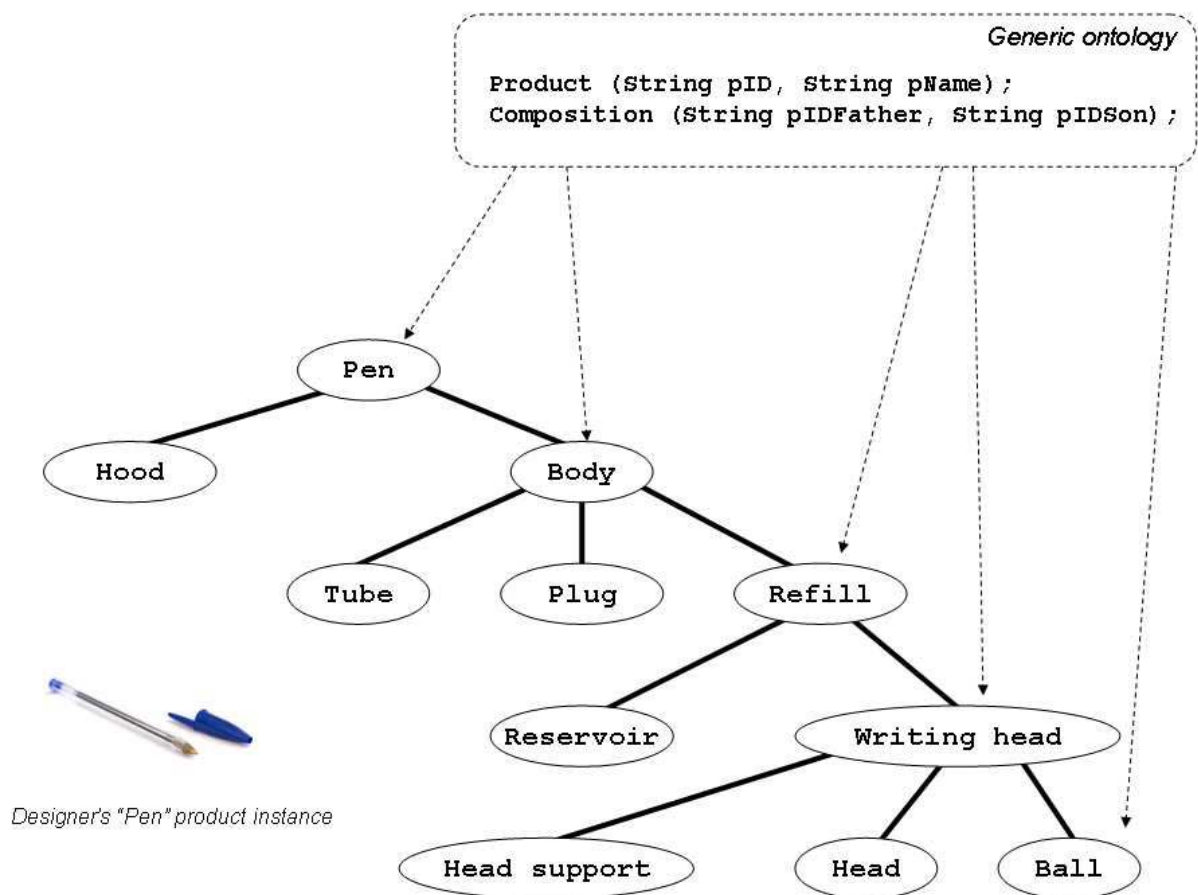 Generic ontology
Product (String pID, String pName);
Composition (String pIDFather, String pIDSon);
Pen
Hood
Body
Tube
Plug
Refill
Reservoir
Writing head
Designer's "Pen" product instance
Head support
Head
Ball